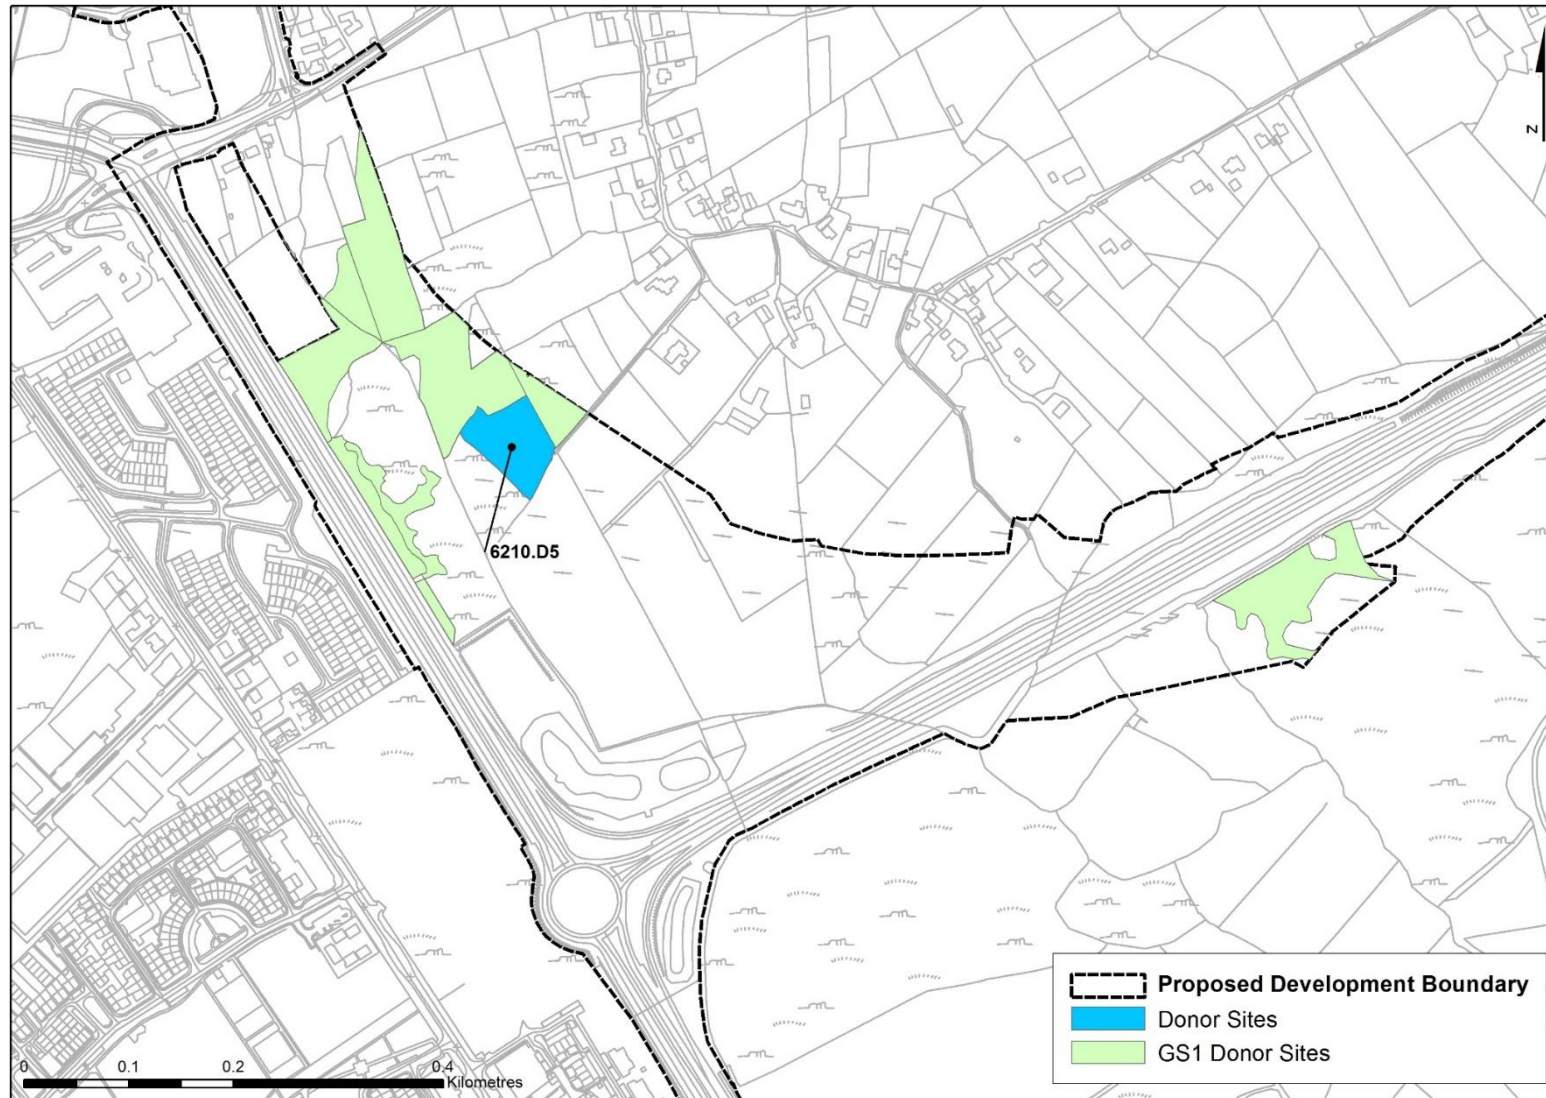 N
6210.D5
Proposed Development Boundary
Donor Sites
GS1 Donor Sites
0 0.1 0.2 0.4
Kilometres